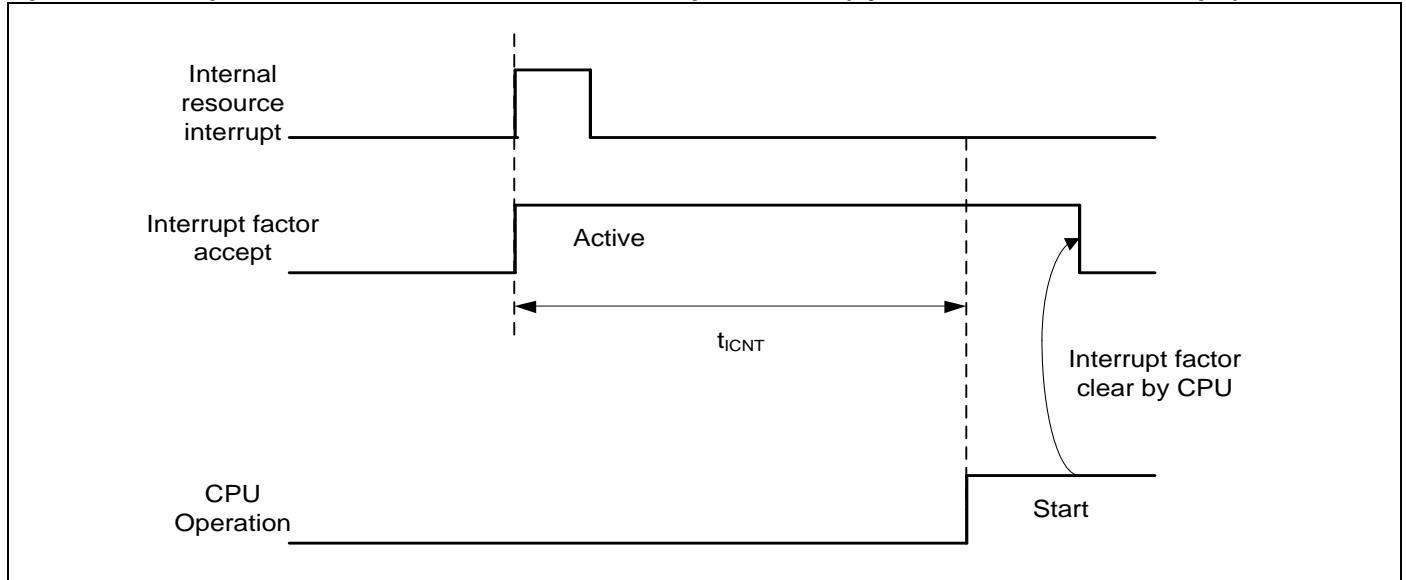 Internal
resource
interrupt
Interrupt factor
accept
Active
tICNT
Interrupt factor
clear by CPU
CPU
Operation
Start